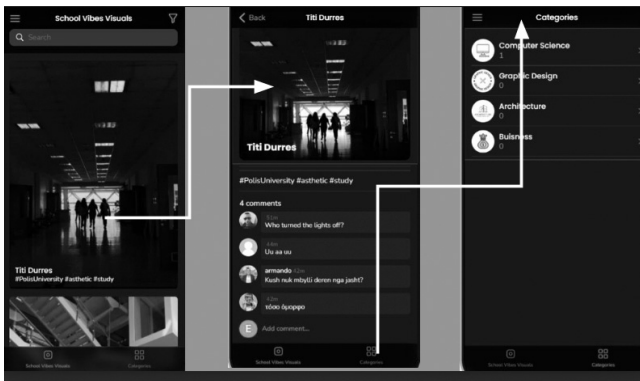 School Vibes Visuals
Search
Titi Durres
#PolisUniversity #asthetic #study
School Vibes Visuals
Categories
Back
Titi Durres
Titi Durres
#PolisUniversity #asthetic #study
4 comments
51m
Who turned the lights off?
Uu aa uu
armando 42m
Kush nuk mbylli deren nga jasht?
42m
τόσο όμορφο
E
Add comment...
School Vibes Visuals
Categories
Categories
Computer Science
1
Graphic Design
0
Architecture
0
Buisness
0
School Vibes Visuals
Categories